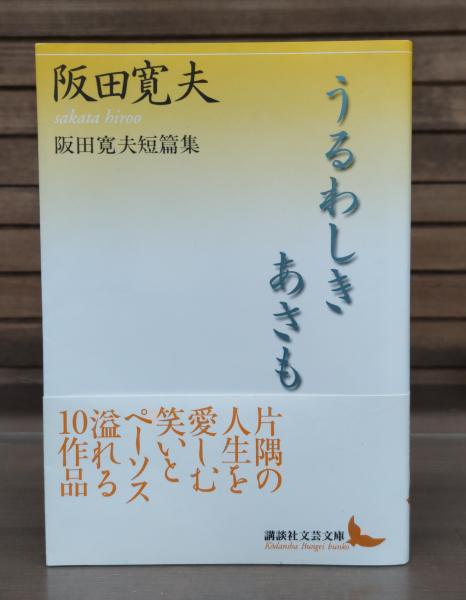 阪田寛夫
sakata hiroo
阪田寛夫短篇集
うるわしき
あさも
片隅の
人生を
愛しむ
笑いと
ペーソス
溢れる
10作品
講談社文芸文庫
Kōdansha Bungei bunko